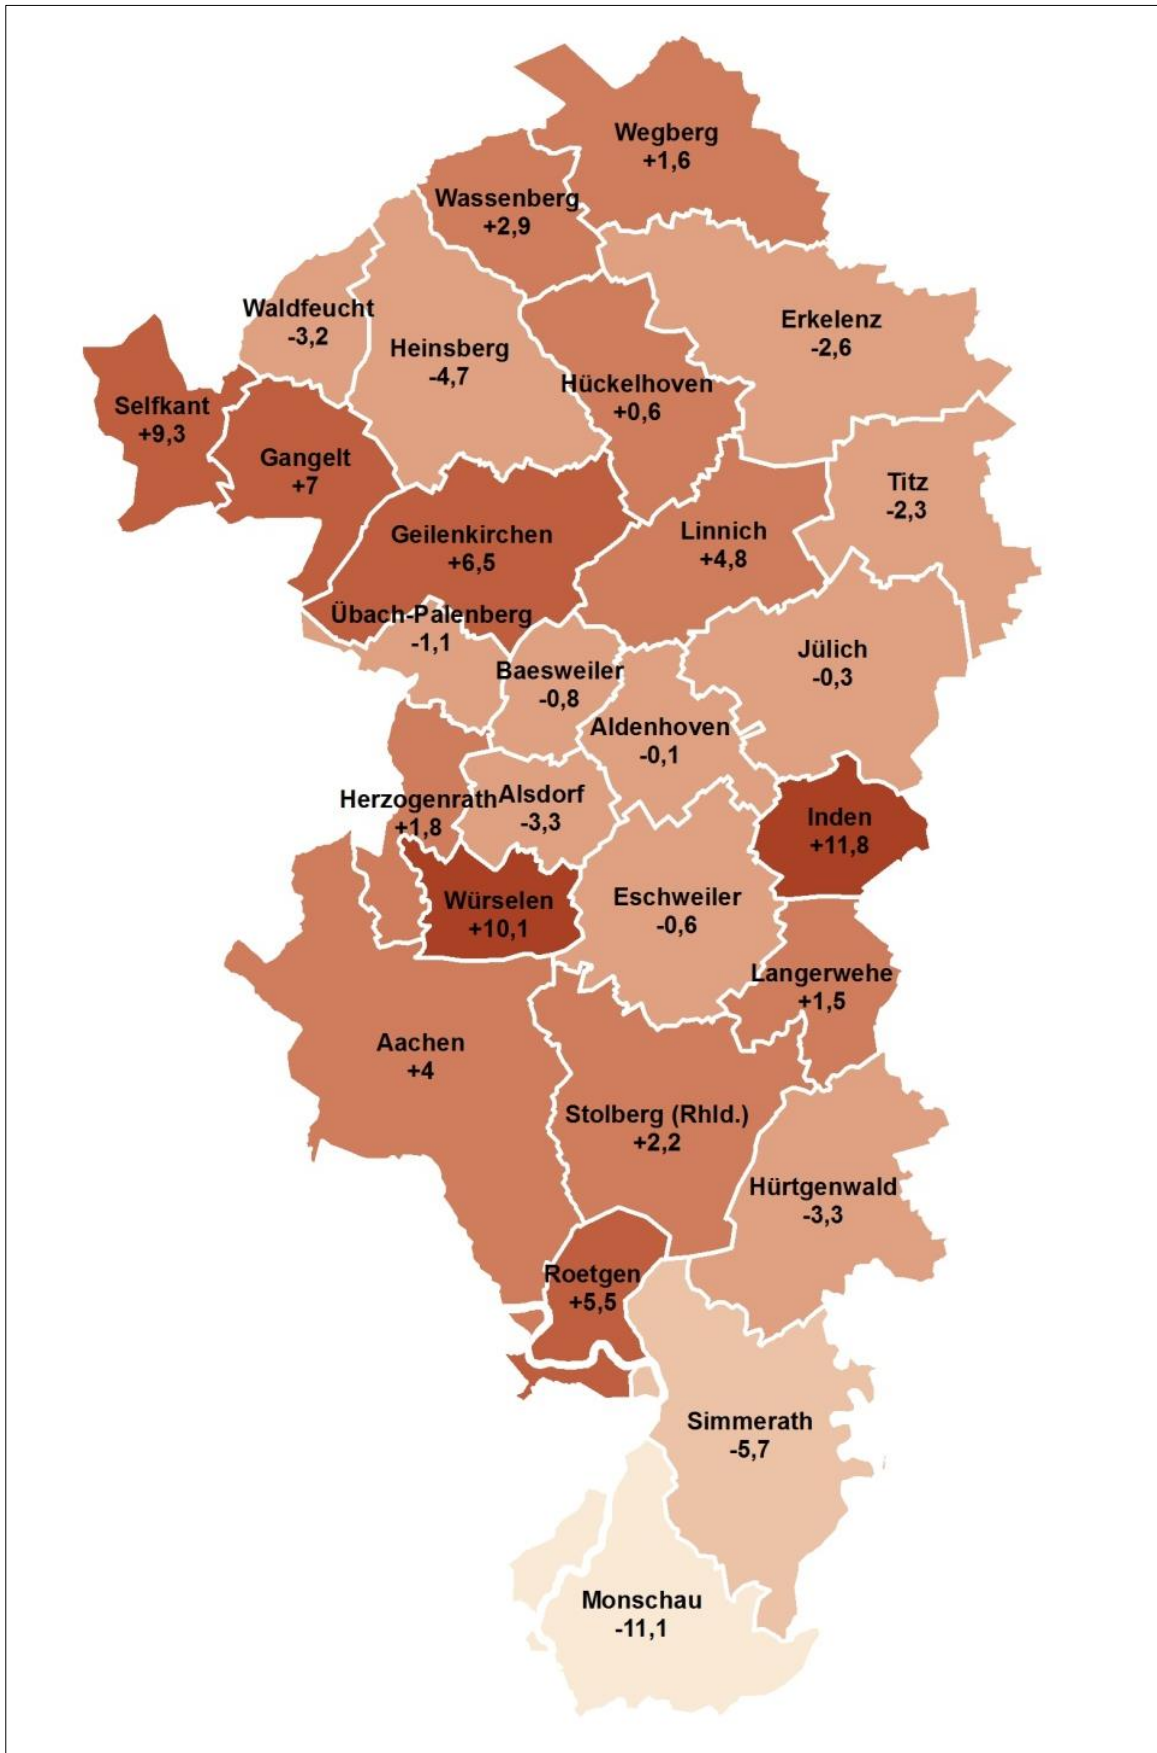 Wegberg
+1,6
Wassenberg
+2,9
Waldfeucht
-3,2
Erkelenz
-2,6
Heinsberg
-4,7
Hückelhoven
+0,6
Selfkant
+9,3
Gangelt
+7
Titz
-2,3
Geilenkirchen
+6,5
Linnich
+4,8
Übach-Palenberg
-1,1
Jülich
-0,3
Baesweiler
-0,8
Aldenhoven
-0,1
Herzogenrath
+1,8
Alsdorf
-3,3
Inden
+11,8
Würselen
+10,1
Eschweiler
-0,6
Langerwehe
+1,5
Aachen
+4
Stolberg (Rhld.)
+2,2
Hürtgenwald
-3,3
Roetgen
+5,5
Simmerath
-5,7
Monschau
-11,1